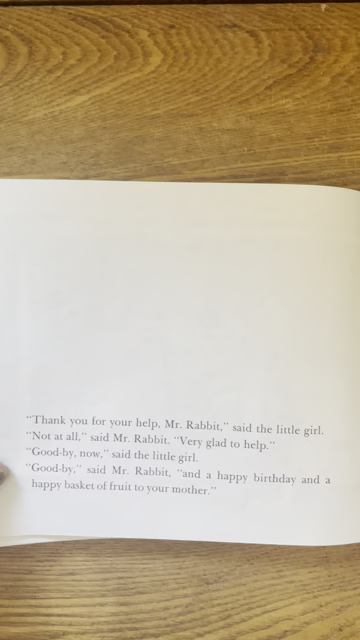 “Thank you for your help, Mr. Rabbit,” said the little girl.
“Not at all,” said Mr. Rabbit. “Very glad to help.”
“Good-by, now,” said the little girl.
“Good-by,” said Mr. Rabbit, “and a happy birthday and a
happy basket of fruit to your mother.”